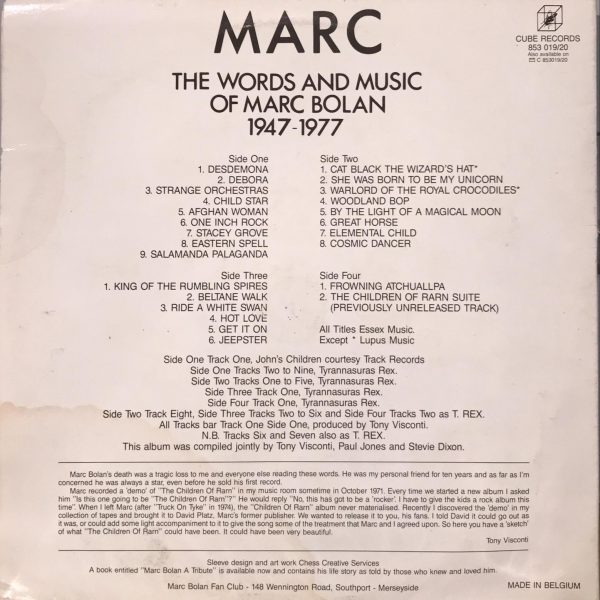 MARC
CUBE RECORDS
853 019/20
Also available on
C 853019/20
THE WORDS AND MUSIC
OF MARC BOLAN
1947-1977
Side One
1. DESDEMONA
2. DEBORA
3. STRANGE ORCHESTRAS
4. CHILD STAR
5. AFGHAN WOMAN
6. ONE INCH ROCK
7. STACEY GROVE
8. EASTERN SPELL
9. SALAMANDA PALAGANDA
Side Two
1. CAT BLACK THE WIZARD'S HAT*
2. SHE WAS BORN TO BE MY UNICORN
3. WARLORD OF THE ROYAL CROCODILES*
4. WOODLAND BOP
5. BY THE LIGHT OF A MAGICAL MOON
6. GREAT HORSE
7. ELEMENTAL CHILD
8. COSMIC DANCER
Side Three
1. KING OF THE RUMBLING SPIRES
2. BELTANE WALK
3. RIDE A WHITE SWAN
4. HOT LOVE
5. GET IT ON
6. JEEPSTER
Side Four
1. FROWNING ATCHUALLPA
2. THE CHILDREN OF RARN SUITE
(PREVIOUSLY UNRELEASED TRACK)
All Titles Essex Music.
Except * Lupus Music
Side One Track One, John's Children courtesy Track Records
Side One Tracks Two to Nine, Tyrannasuras Rex.
Side Two Tracks One to Five, Tyrannasuras Rex.
Side Three Track One, Tyrannasuras Rex.
Side Four Track One, Tyrannasuras Rex.
Side Two Track Eight, Side Three Tracks Two to Six and Side Four Tracks Two as T. REX.
All Tracks bar Track One Side One, produced by Tony Visconti.
N.B. Tracks Six and Seven also as T. REX.
This album was compiled jointly by Tony Visconti, Paul Jones and Stevie Dixon.
Marc Bolan's death was a tragic loss to me and everyone else reading these words. He was my personal friend for ten years and as far as I'm
concerned he was always a star, even before he sold his first record.
Marc recorded a 'demo' of "The Children Of Rarn" in my music room sometime in October 1971. Every time we started a new album I asked
him "Is this one going to be "The Children Of Rarn"?" He would reply "No, this has got to be a 'rocker'. I have to give the kids a rock album this
time". When I left Marc (after "Truck On Tyke" in 1974), the "Children Of Rarn" album never materialised. Recently I discovered the 'demo' in my
collection of tapes and brought it to David Platz, Marc's former publisher. We wanted to release it to you, his fans. I told David it could go out as
it was, or could add some light accompaniment to it to give the song some of the treatment that Marc and I agreed upon. So here you have a 'sketch'
of what "The Children Of Rarn" could have been. It could have been very beautiful.
Tony Visconti
Sleeve design and art work Chess Creative Services
A book entitled "Marc Bolan A Tribute" is available now and contains his life story as told by those who knew and loved him.
Marc Bolan Fan Club - 148 Wennington Road, Southport - Merseyside
MADE IN BELGIUM